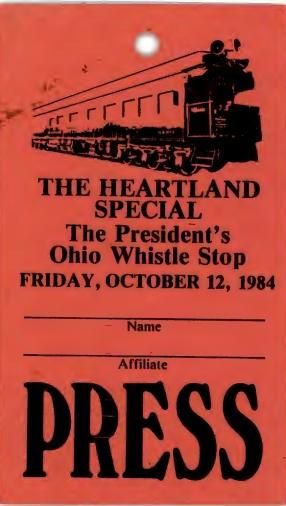 THE HEARTLAND
SPECIAL
The President's
Ohio Whistle Stop
FRIDAY, OCTOBER 12, 1984
Name
Affiliate
PRESS